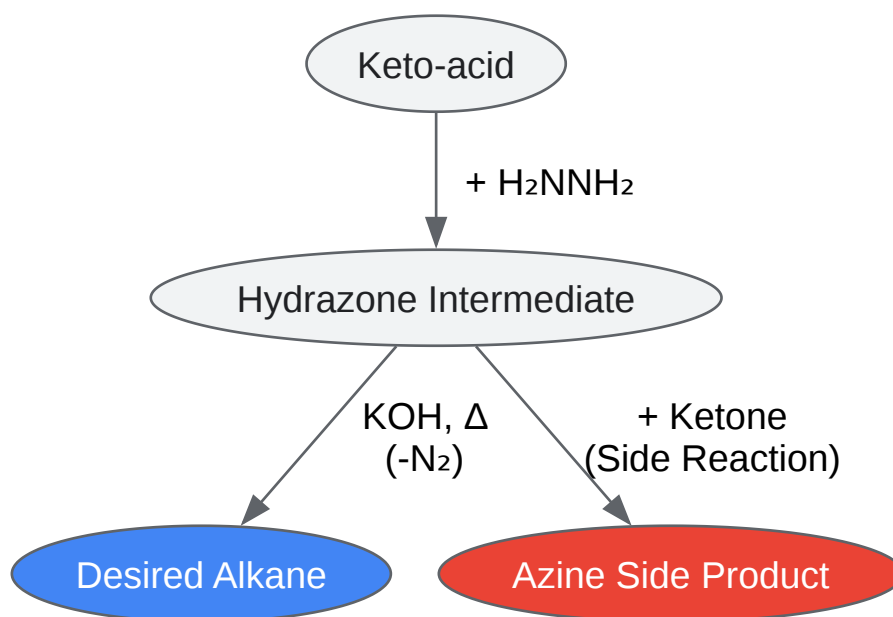 Keto-acid
+ H₂NNH₂
Hydrazone Intermediate
KOH, Δ
(-N₂)
+ Ketone
(Side Reaction)
Desired Alkane
Azine Side Product